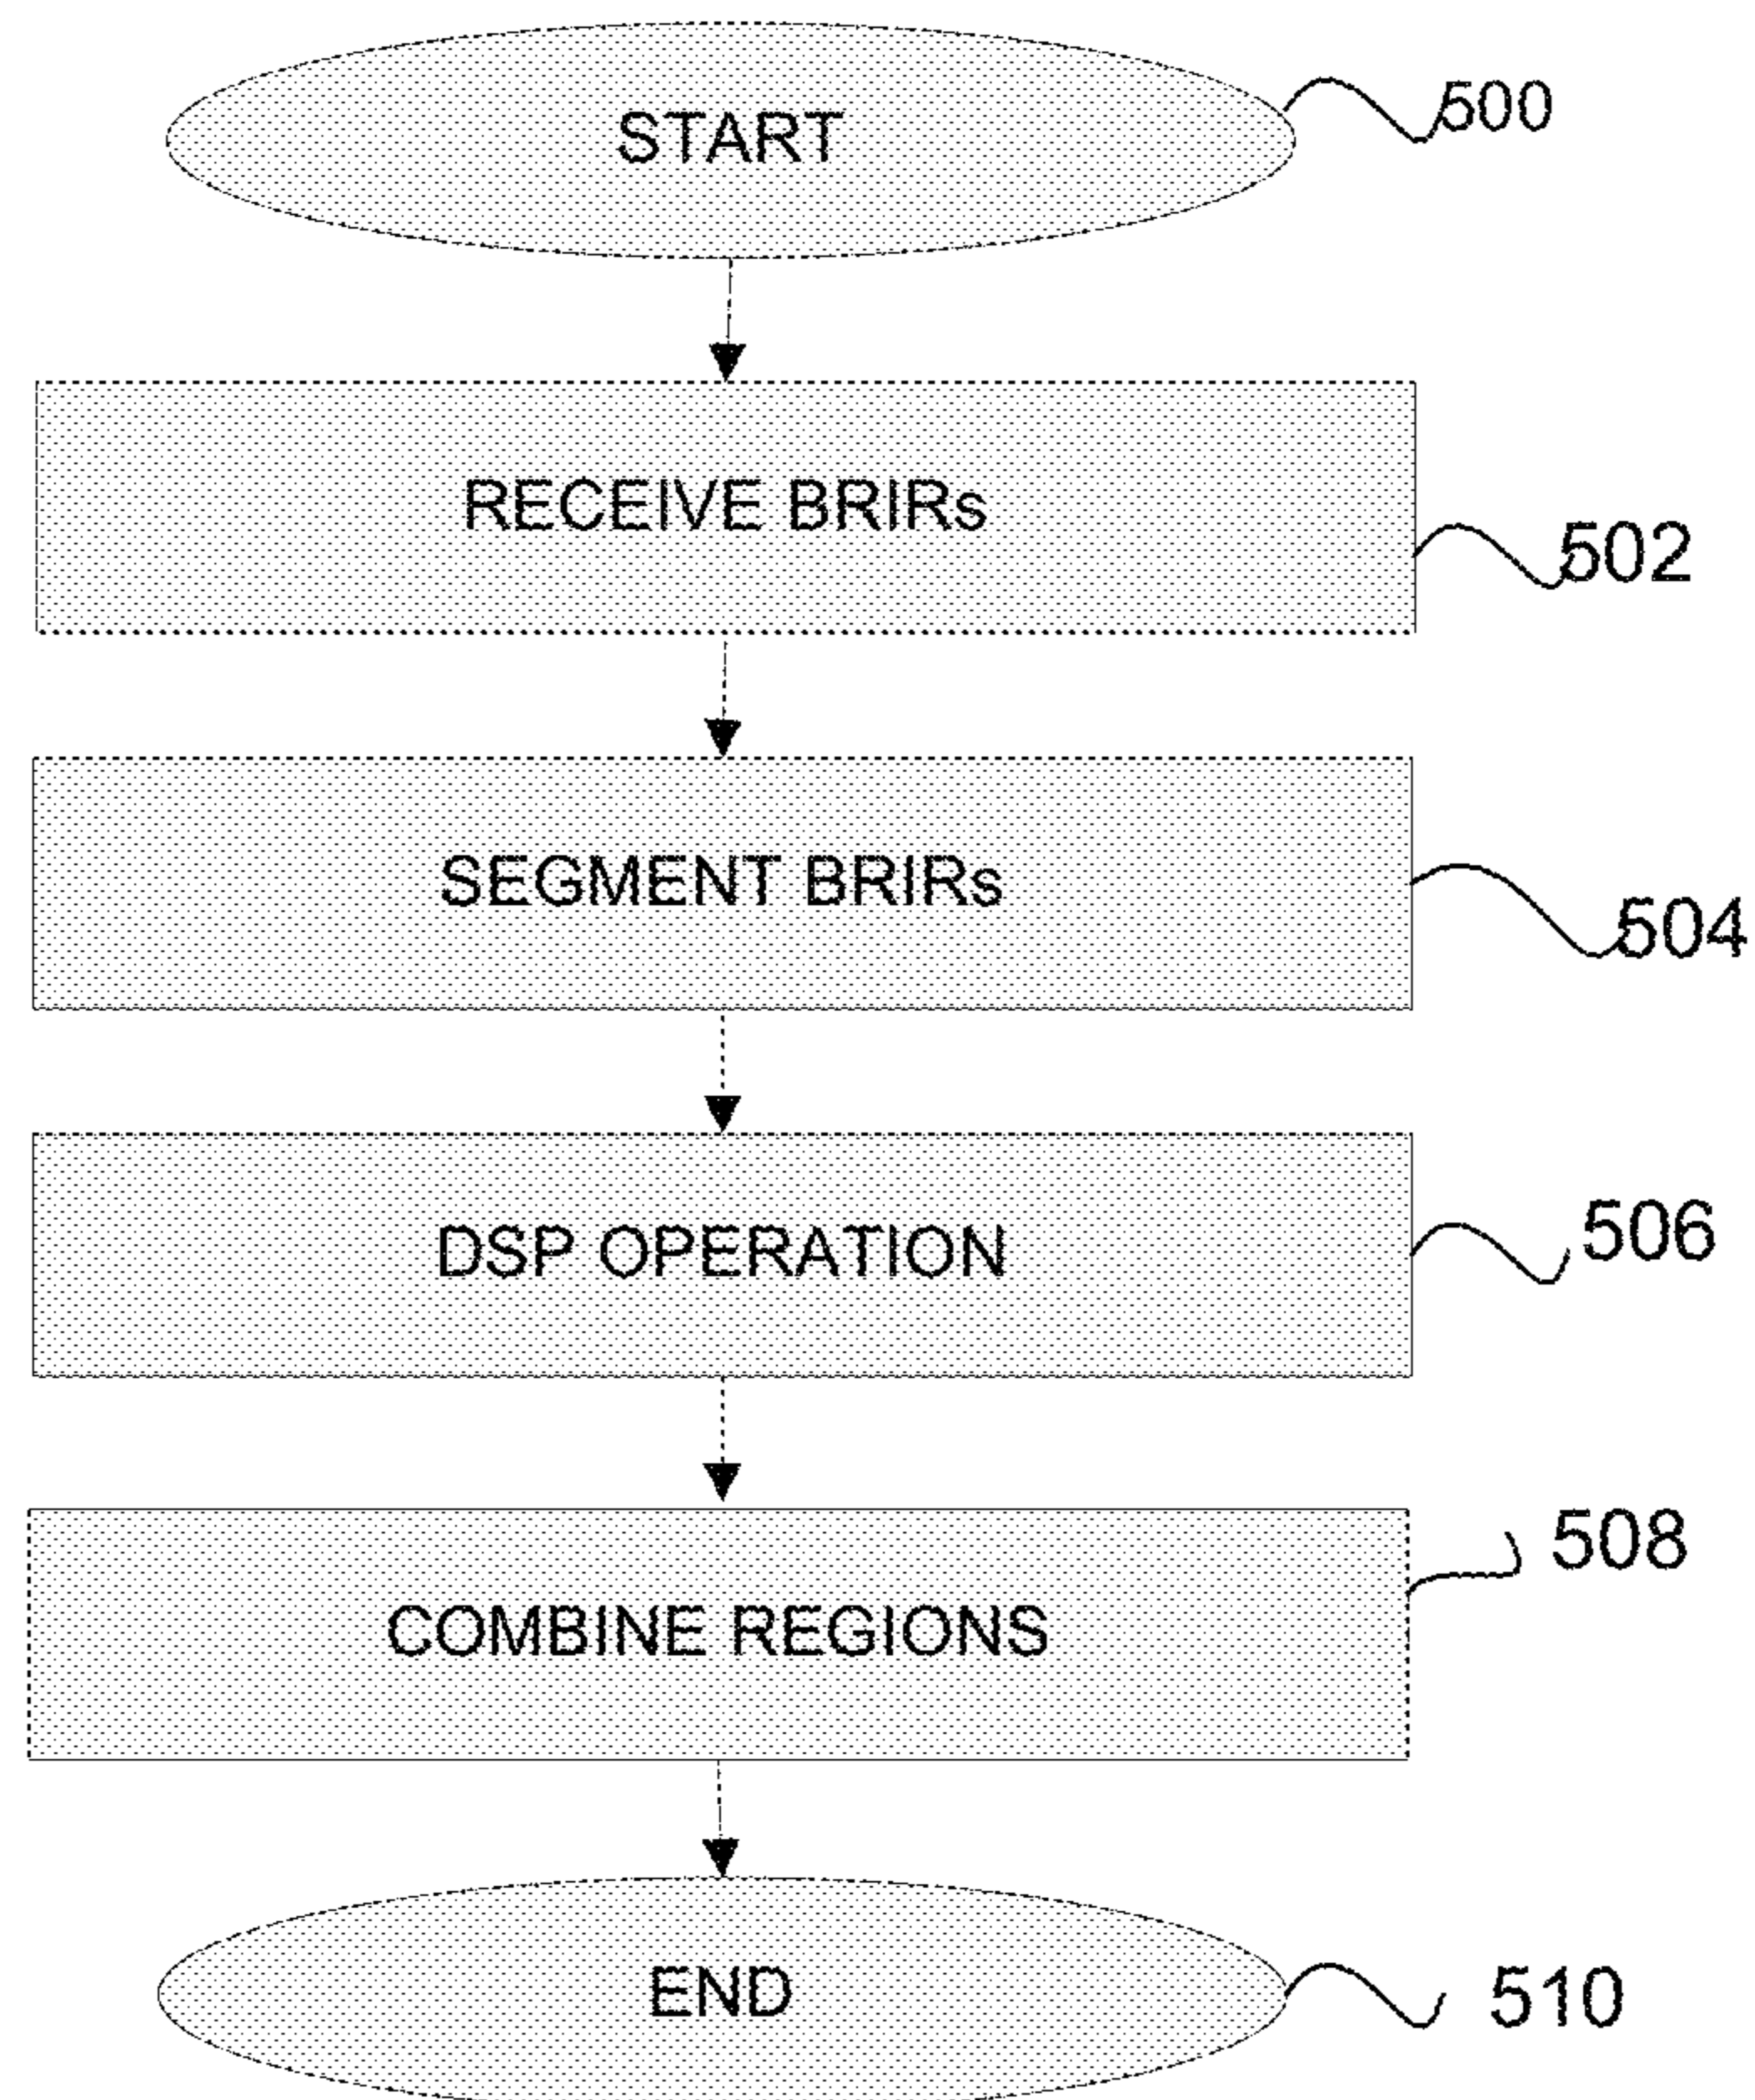 START
500
RECEIVE BRIRs
502
SEGMENT BRIRs
504
DSP OPERATION
506
COMBINE REGIONS
508
END
510